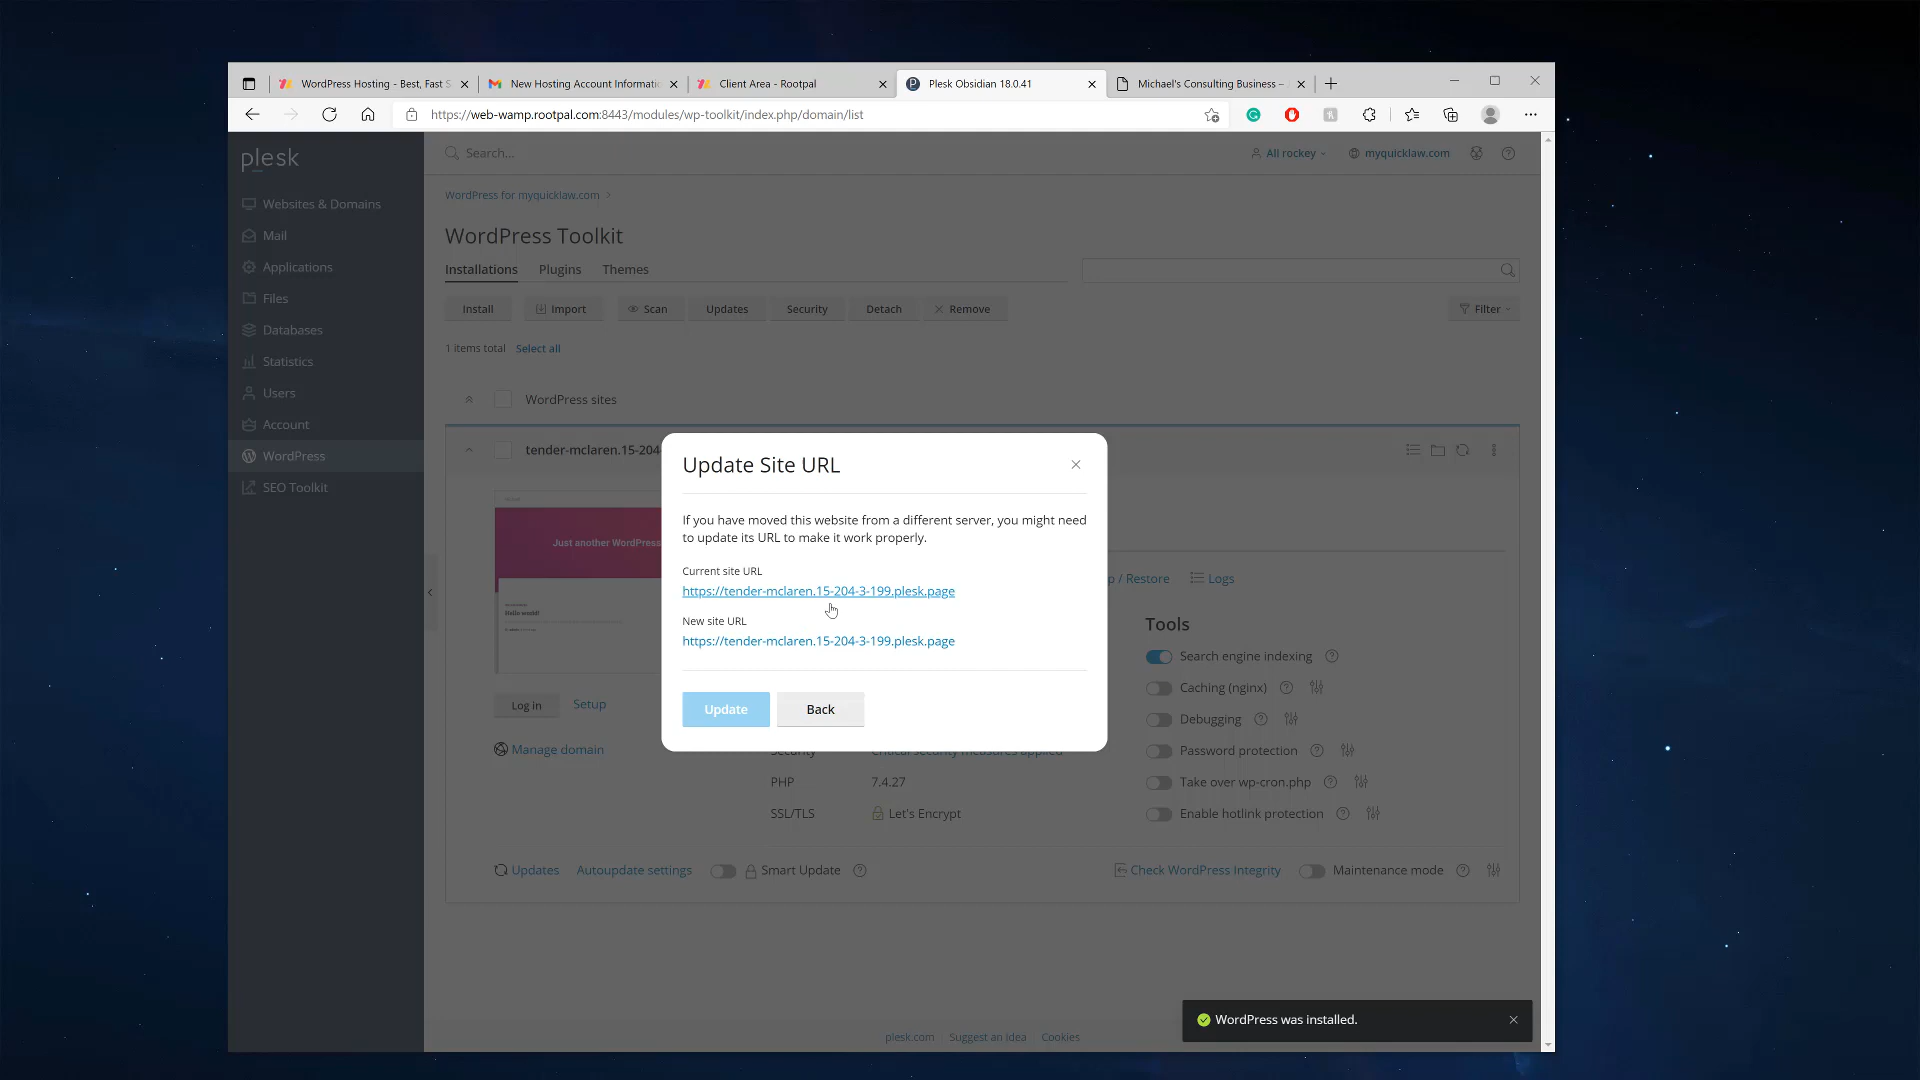 WordPress Hosting - Best, Fast S
New Hosting Account Informatio
Client Area - Rootpal
Plesk Obsidian 18.0.41
Michael's Consulting Business –
https://web-wamp.rootpal.com:8443/modules/wp-toolkit/index.php/domain/list
plesk
Search...
All rockey
myquicklaw.com
Websites & Domains
Mail
Applications
Files
Databases
Statistics
Users
Account
WordPress
SEO Toolkit
WordPress for myquicklaw.com
WordPress Toolkit
Installations
Plugins
Themes
Install
Import
Scan
Updates
Security
Detach
Remove
Filter
1 items total Select all
WordPress sites
tender-mclaren.15-204
Just another WordPress
Hello world!
Log in
Setup
Manage domain
Update Site URL
If you have moved this website from a different server, you might need
to update its URL to make it work properly.
Current site URL
https://tender-mclaren.15-204-3-199.plesk.page
New site URL
https://tender-mclaren.15-204-3-199.plesk.page
Update
Back
p / Restore
Logs
Security
Critical security measures applied
PHP
7.4.27
SSL/TLS
Let's Encrypt
Tools
Search engine indexing
Caching (nginx)
Debugging
Password protection
Take over wp-cron.php
Enable hotlink protection
Updates
Autoupdate settings
Smart Update
Check WordPress Integrity
Maintenance mode
WordPress was installed.
plesk.com
Suggest an idea
Cookies